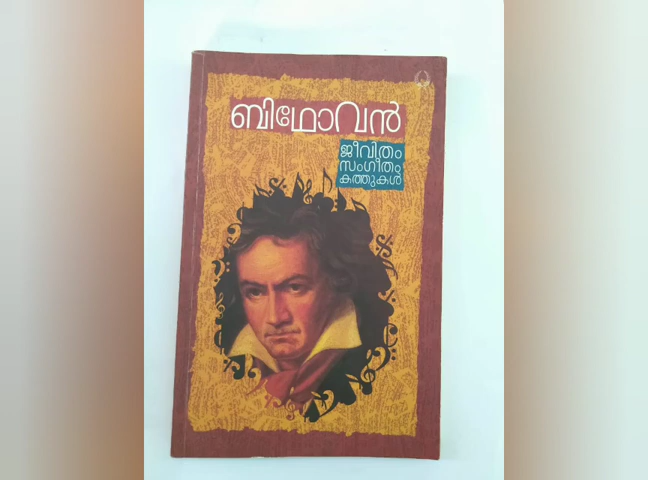 ബിഥോവൻ
ജീവിതം
സംഗീതം
കത്തുകൾ